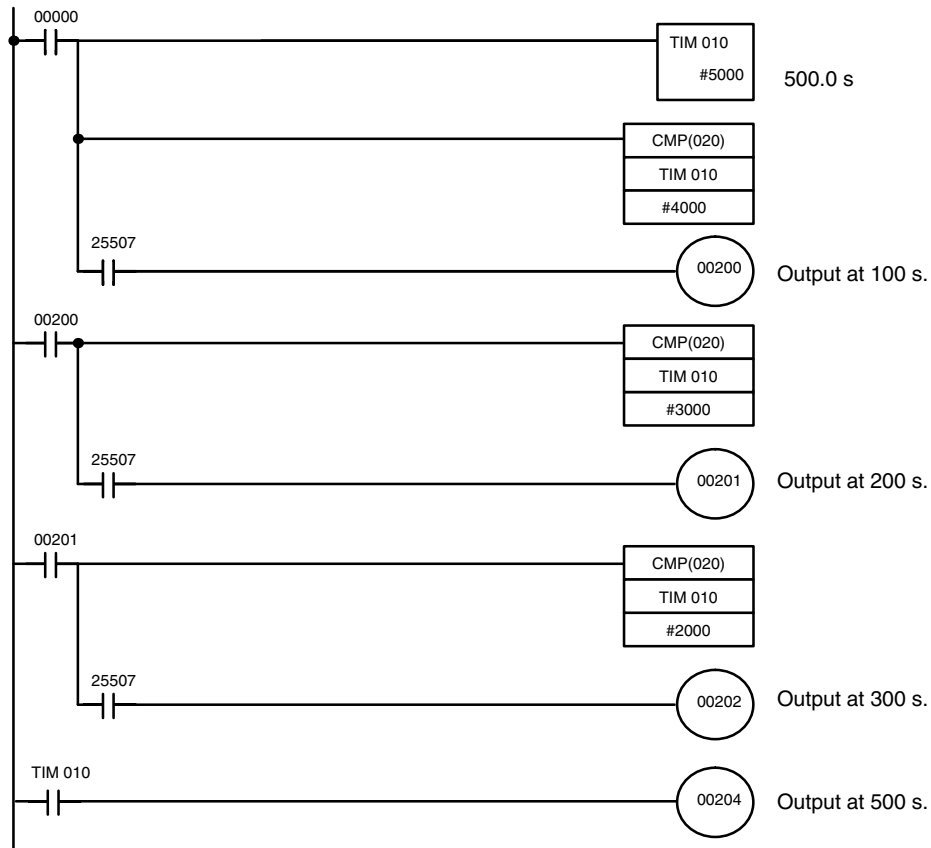 00000
TIM 010
#5000
500.0 s
CMP(020)
TIM 010
#4000
25507
00200
Output at 100 s.
00200
CMP(020)
TIM 010
#3000
25507
00201
Output at 200 s.
00201
CMP(020)
TIM 010
#2000
25507
00202
Output at 300 s.
TIM 010
00204
Output at 500 s.